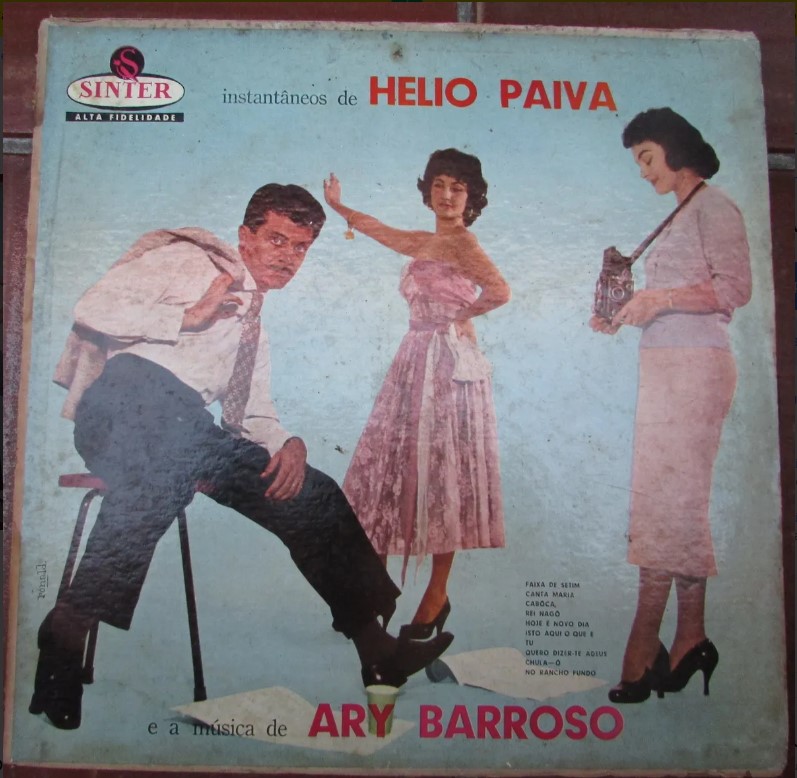 S
SINTER
ALTA FIDELIDADE
instantâneos de HELIO PAIVA
FAIXA DE SETIM
CANTA MARIA
CABÔCA,
REI NAGÔ
HOJE É NOVO DIA
ISTO AQUI O QUE E
TU
QUERO DIZER-TE ADEUS
CHULA—Ô
NO RANCHO FUNDO
e a música de ARY BARROSO